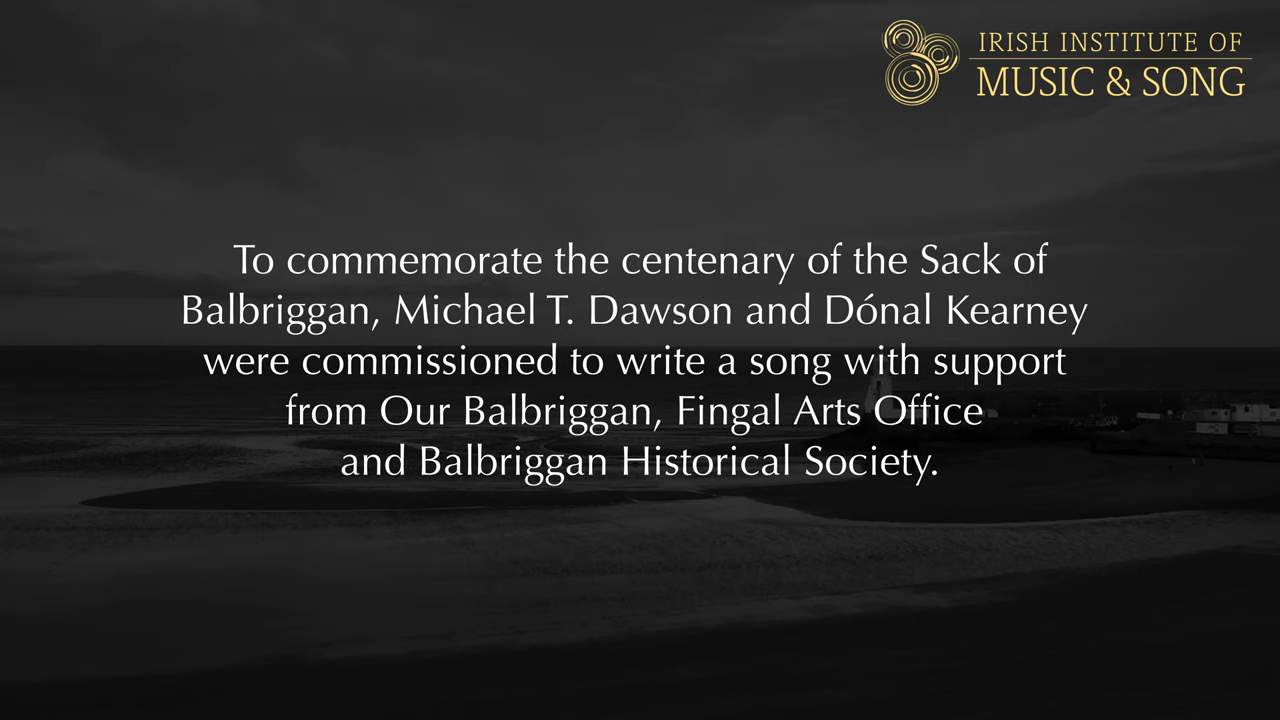 IRISH INSTITUTE OF
MUSIC & SONG
To commemorate the centenary of the Sack of
Balbriggan, Michael T. Dawson and Dónal Kearney
were commissioned to write a song with support
from Our Balbriggan, Fingal Arts Office
and Balbriggan Historical Society.